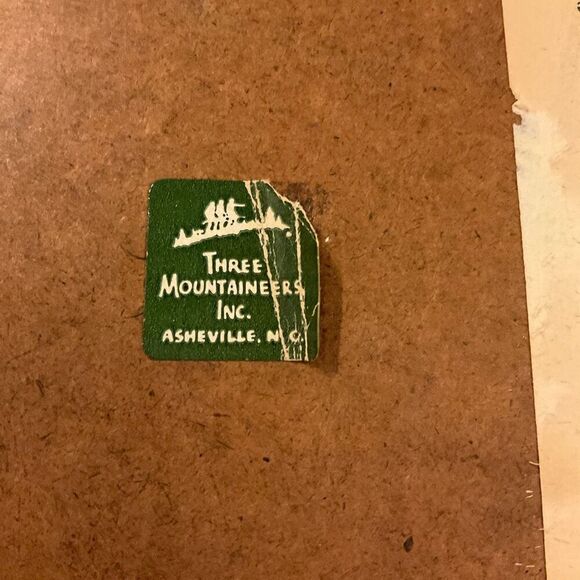 THREE
MOUNTAINEERS
INC.
ASHEVILLE, N.C.